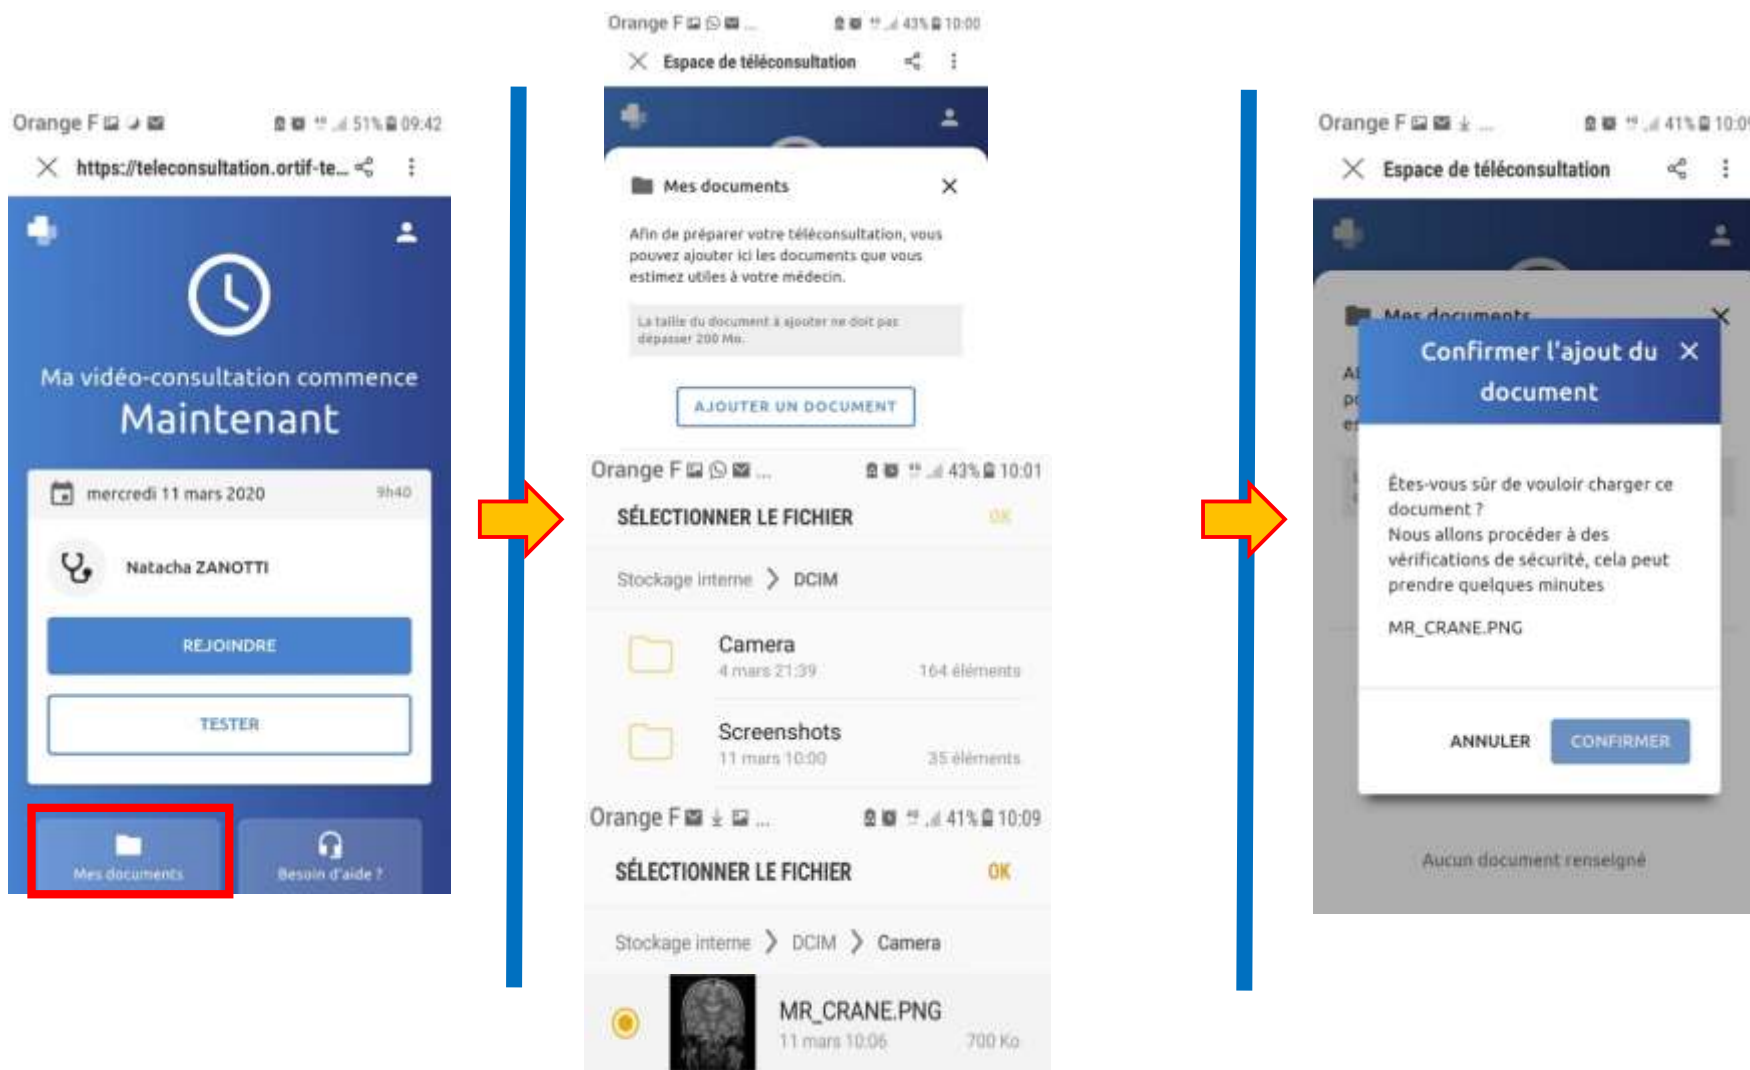 Orange F
51% 09:42
https://teleconsultation.ortif-te...
Ma vidéo-consultation commence
Maintenant
mercredi 11 mars 2020 9h40
Natacha ZANOTTI
REJOINDRE
TESTER
Mes documents
Besoin d'aide ?
Orange F ... 43% 10:00
Espace de téléconsultation
Mes documents
Afin de préparer votre téléconsultation, vous
pouvez ajouter ici les documents que vous
estimez utiles à votre médecin.
La taille du document à ajouter ne doit pas
dépasser 200 Mo.
AJOUTER UN DOCUMENT
Orange F ... 43% 10:01
SÉLECTIONNER LE FICHIER OK
Stockage interne > DCIM
Camera
4 mars 21:39 164 éléments
Screenshots
11 mars 10:00 35 éléments
Orange F ... 41% 10:09
SÉLECTIONNER LE FICHIER OK
Stockage interne > DCIM > Camera
MR_CRANE.PNG
11 mars 10:06 700 Ko
Orange F ... 41% 10:09
Espace de téléconsultation
Mes documents
Confirmer l'ajout du
document
Êtes-vous sûr de vouloir charger ce
document ?
Nous allons procéder à des
vérifications de sécurité, cela peut
prendre quelques minutes
MR_CRANE.PNG
ANNULER CONFIRMER
Aucun document renseigné